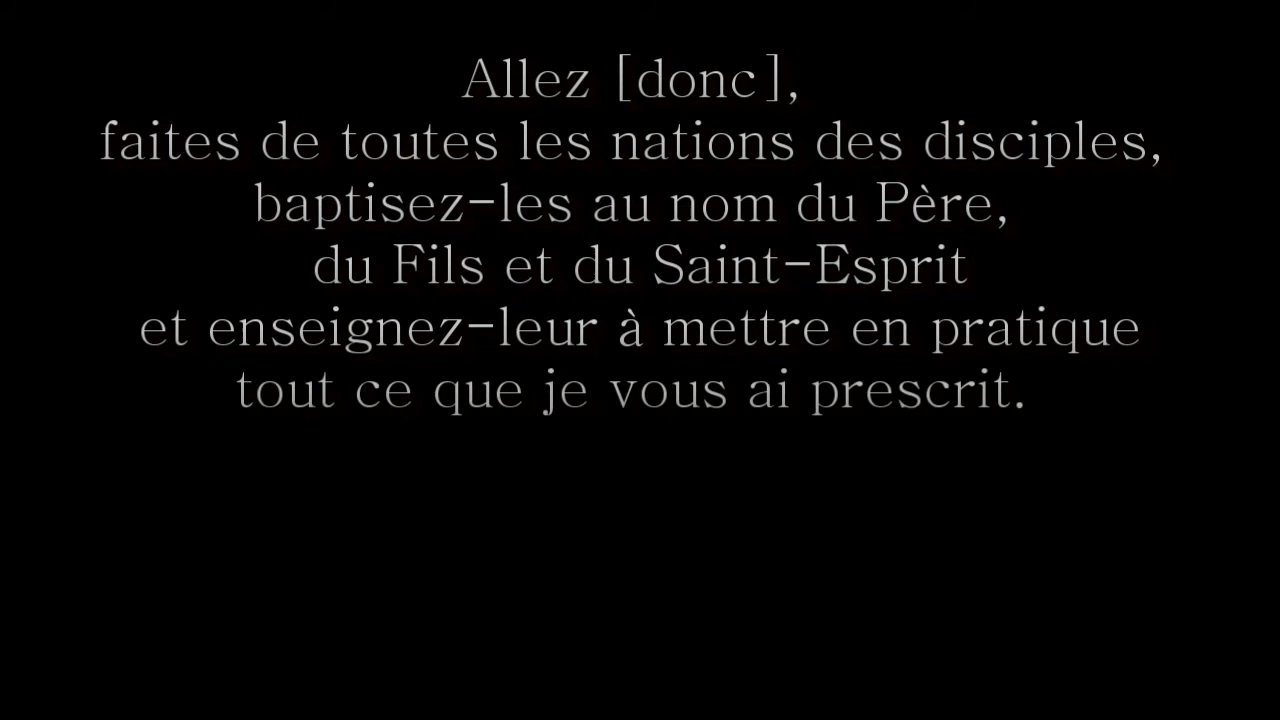 Allez [donc],
faites de toutes les nations des disciples,
baptisez-les au nom du Père,
du Fils et du Saint-Esprit
et enseignez-leur à mettre en pratique
tout ce que je vous ai prescrit.